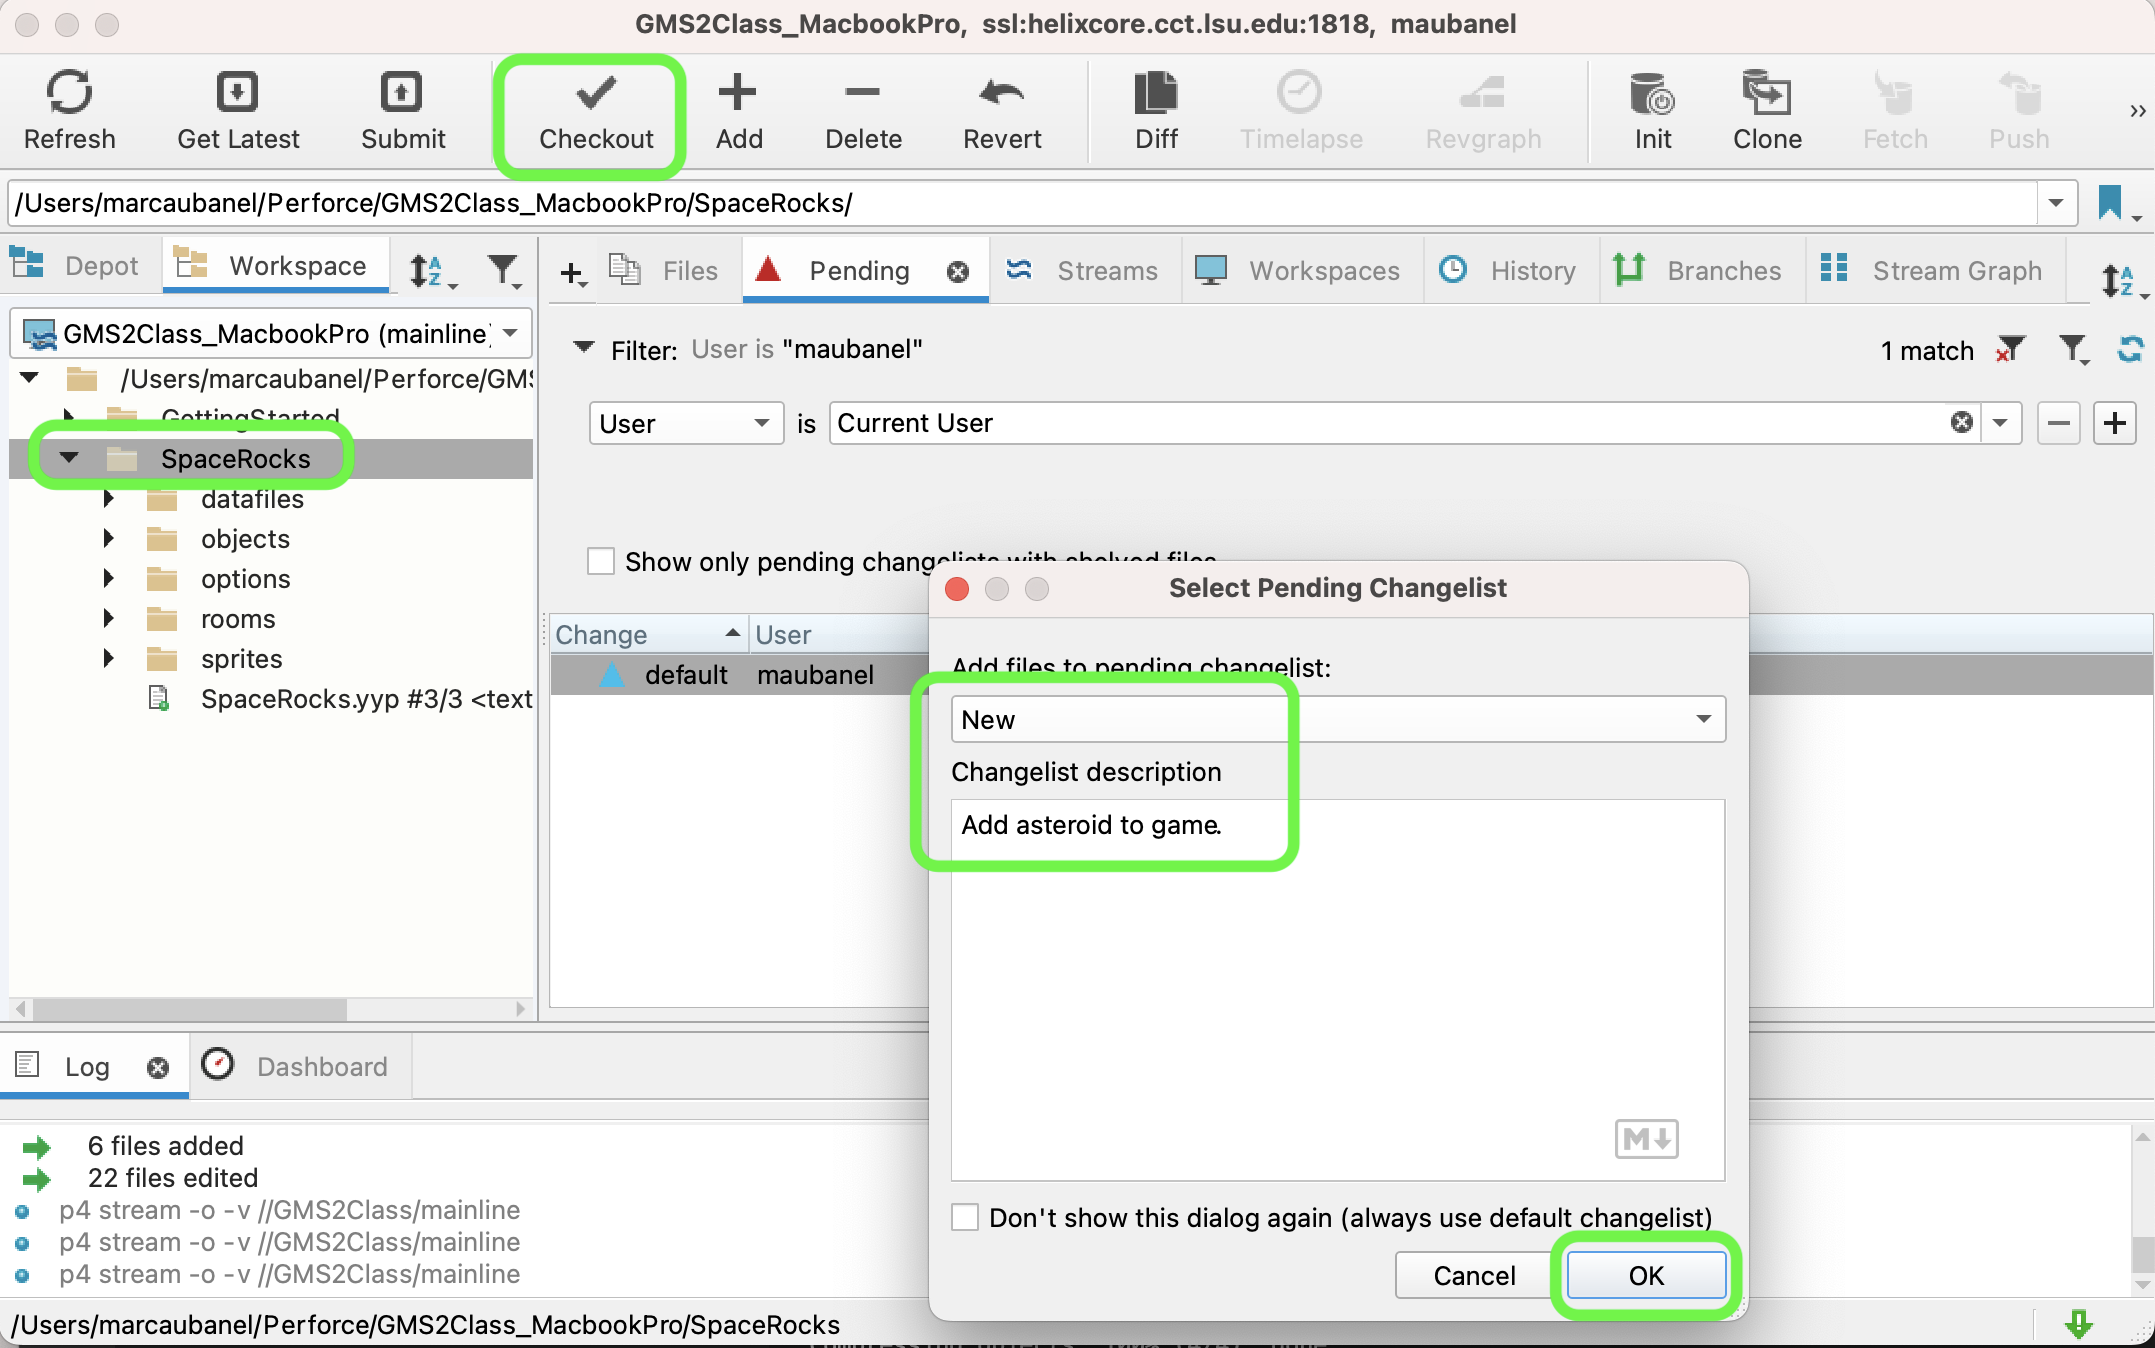 GMS2Class_MacbookPro, ssl:helixcore.cct.lsu.edu:1818, maubanel
Refresh Get Latest Submit Checkout Add Delete Revert Diff Timelapse Revgraph Init Clone Fetch Push »
/Users/marcaubanel/Perforce/GMS2Class_MacbookPro/SpaceRocks/
Depot Workspace Files Pending Streams Workspaces History Branches Stream Graph
GMS2Class_MacbookPro (mainline)
/Users/marcaubanel/Perforce/GMS
GettingStarted
SpaceRocks
datafiles
objects
options
rooms
sprites
SpaceRocks.yyp #3/3 <text
Filter: User is "maubanel"
1 match
User is Current User
Show only pending changelists with shelved files
Change User
default maubanel
Select Pending Changelist
Add files to pending changelist:
New
Changelist description
Add asteroid to game.
M
Don't show this dialog again (always use default changelist)
Cancel OK
Log Dashboard
6 files added
22 files edited
p4 stream -o -v //GMS2Class/mainline
p4 stream -o -v //GMS2Class/mainline
p4 stream -o -v //GMS2Class/mainline
/Users/marcaubanel/Perforce/GMS2Class_MacbookPro/SpaceRocks